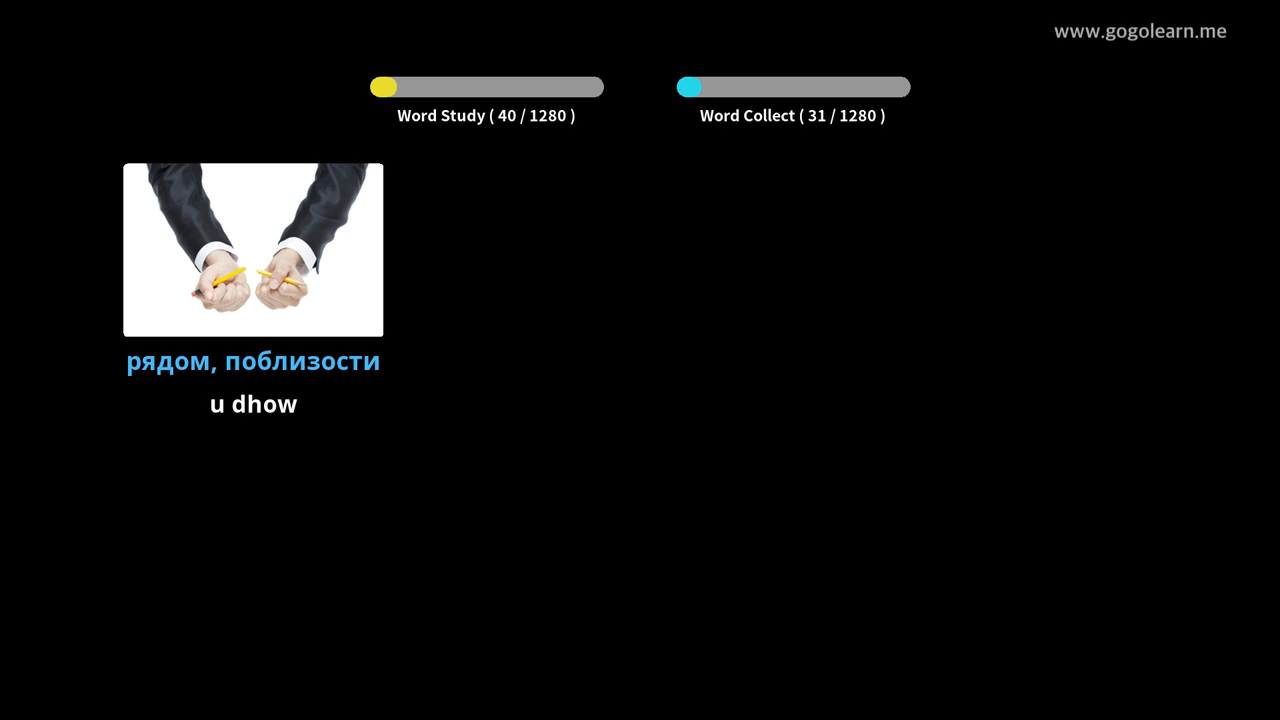 www.gogolearn.me
Word Study ( 40 / 1280 )
Word Collect ( 31 / 1280 )
рядом, поблизости
u dhow